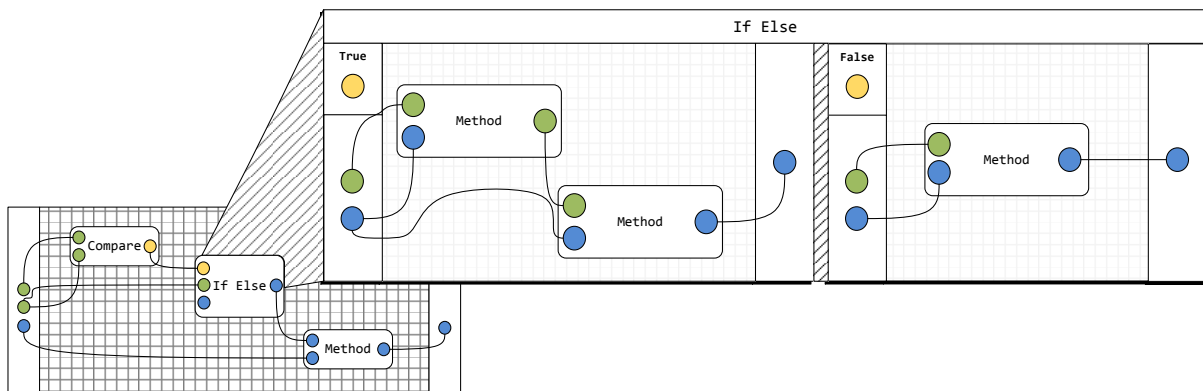 If Else
True
False
Method
Method
Method
Compare
If Else
Method